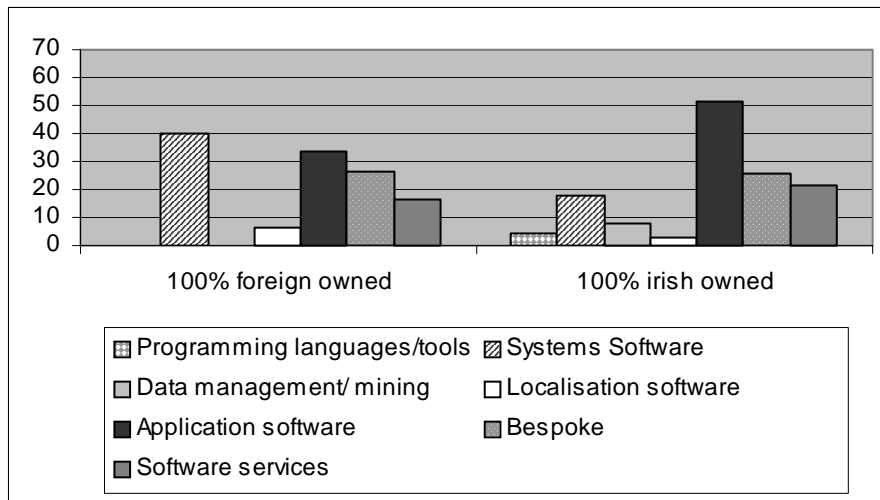 70
60
50
40
30
20
10
0
100% foreign owned 100% irish owned
Programming languages/tools Systems Software
Data management/ mining Localisation software
Application software Bespoke
Software services